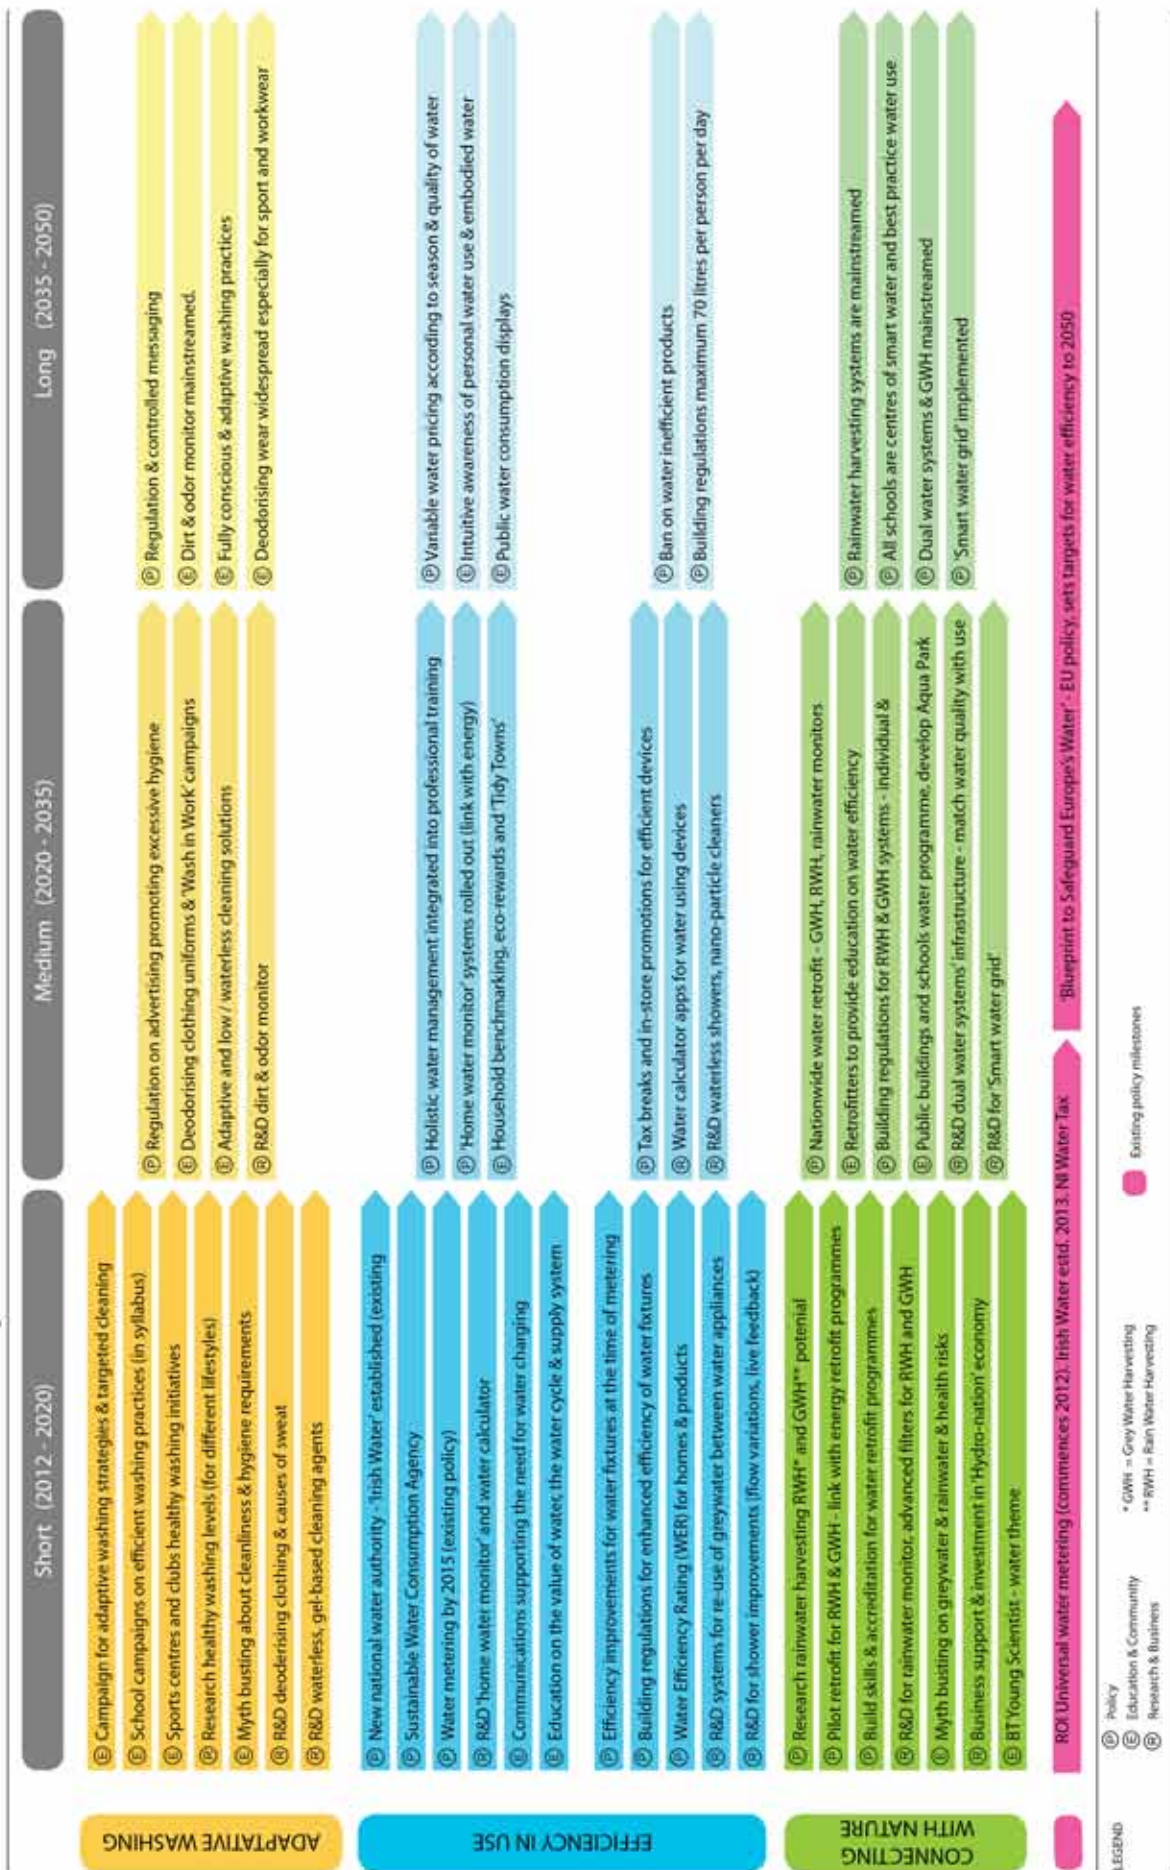 Short (2012 - 2020)
Medium (2020 - 2035)
Long (2035 - 2050)
ADAPTATIVE WASHING
Ⓔ Campaign for adaptive washing strategies & targeted cleaning
Ⓔ School campaigns on efficient washing practices (in syllabus)
Ⓔ Sports centres and clubs healthy washing initiatives
Ⓡ Research healthy washing levels (for different lifestyles)
Ⓔ Myth busting about cleanliness & hygiene requirements
Ⓡ R&D deoderising clothing & causes of sweat
Ⓡ R&D waterless, gel-based cleaning agents
Ⓟ Regulation on advertising promoting excessive hygiene
Ⓔ Deodorising clothing uniforms & 'Wash in Work' campaigns
Ⓔ Adaptive and low / waterless cleaning solutions
Ⓡ R&D dirt & odor monitor
Ⓟ Regulation & controlled messaging
Ⓔ Dirt & odor monitor mainstreamed.
Ⓔ Fully conscious & adaptive washing practices
Ⓔ Deodorising wear widespread especially for sport and workwear
EFFICIENCY IN USE
Ⓟ New national water authority - 'Irish Water' established (existing
Ⓟ Sustainable Water Consumption Agency
Ⓟ Water metering by 2015 (existing policy)
Ⓡ R&D 'home water monitor' and water calculator
Ⓔ Communications supporting the need for water charging
Ⓔ Education on the value of water, the water cycle & supply system
Ⓟ Holistic water management integrated into professional training
Ⓟ 'Home water monitor' systems rolled out (link with energy)
Ⓔ Household benchmarking, eco-rewards and 'Tidy Towns'
Ⓟ Variable water pricing according to season & quality of water
Ⓔ Intuitive awareness of personal water use & embodied water
Ⓔ Public water consumption displays
Ⓟ Efficiency improvements for water fixtures at the time of metering
Ⓟ Building regulations for enhanced efficiency of water fixtures
Ⓟ Water Efficiency Rating (WER) for homes & products
Ⓡ R&D systems for re-use of greywater between water appliances
Ⓡ R&D for shower improvements (flow variations, live feedback)
Ⓟ Tax breaks and in-store promotions for efficient devices
Ⓡ Water calculator apps for water using devices
Ⓡ R&D waterless showers, nano-particle cleaners
Ⓟ Ban on water inefficient products
Ⓟ Building regulations maximum 70 litres per person per day
CONNECTING
WITH NATURE
Ⓟ Research rainwater harvesting RWH* and GWH** potenial
Ⓟ Pilot retrofit for RWH & GWH - link with energy retrofit programmes
Ⓟ Build skills & accreditation for water retrofit programmes
Ⓡ R&D for rainwater monitor, advanced filters for RWH and GWH
Ⓔ Myth busting on greywater & rainwater & health risks
Ⓡ Business support & investment in 'Hydro-nation' economy
Ⓔ BT Young Scientist - water theme
Ⓟ Nationwide water retrofit - GWH, RWH, rainwater monitors
Ⓔ Retrofitters to provide education on water efficiency
Ⓟ Building regulations for RWH & GWH systems - individual &
Ⓔ Public buildings and schools water programme, develop Aqua Park
Ⓡ R&D dual water systems' infrastructure - match water quality with use
Ⓡ R&D for 'Smart water grid'
Ⓟ Rainwater harvesting systems are mainstreamed
Ⓟ All schools are centres of smart water and best practice water use
Ⓟ Dual water systems & GWH mainstreamed
Ⓟ 'Smart water grid' implemented
ROI Universal water metering (commences 2012). Irish Water estd. 2013. NI Water Tax
'Blueprint to Safeguard Europe's Water' - EU policy, sets targets for water efficiency to 2050
LEGEND
Ⓟ Policy
Ⓔ Education & Community
Ⓡ Research & Business
* GWH = Grey Water Harvesting
** RWH = Rain Water Harvesting
Existing policy milestones